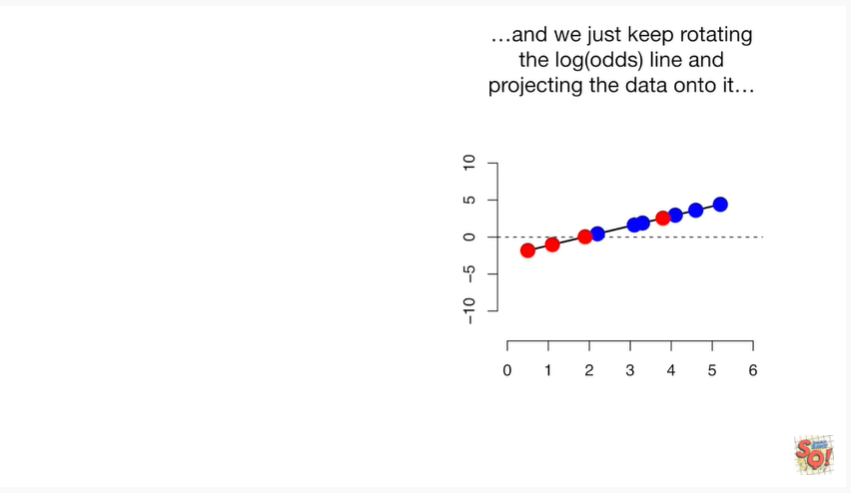 …and we just keep rotating
the log(odds) line and
projecting the data onto it…
10
5
0
−5
−10
0 1 2 3 4 5 6
SQ!